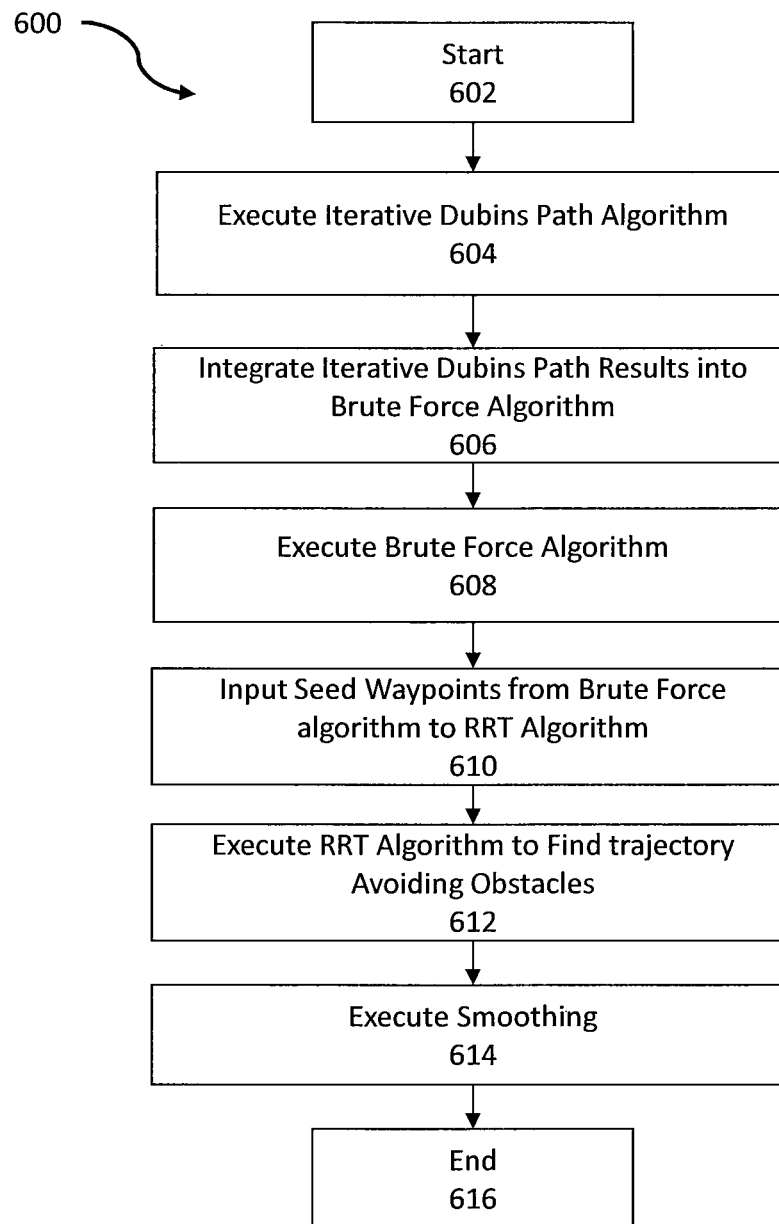 600
Start
602
Execute Iterative Dubins Path Algorithm
604
Integrate Iterative Dubins Path Results into
Brute Force Algorithm
606
Execute Brute Force Algorithm
608
Input Seed Waypoints from Brute Force
algorithm to RRT Algorithm
610
Execute RRT Algorithm to Find trajectory
Avoiding Obstacles
612
Execute Smoothing
614
End
616